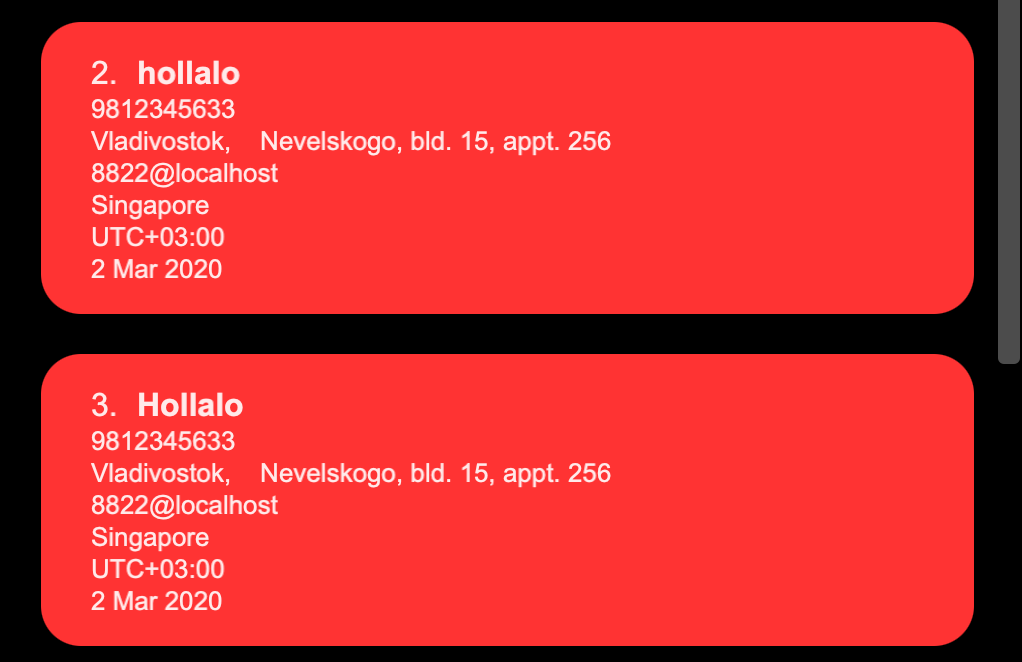 2. hollalo
9812345633
Vladivostok, Nevelskogo, bld. 15, appt. 256
8822@localhost
Singapore
UTC+03:00
2 Mar 2020
3. Hollalo
9812345633
Vladivostok, Nevelskogo, bld. 15, appt. 256
8822@localhost
Singapore
UTC+03:00
2 Mar 2020